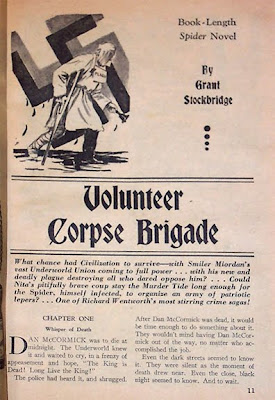 Book-Length
Spider Novel
By
Grant
Stockbridge
Volunteer
Corpse Brigade
What chance had Civilization to survive—with Smiler Miordan's
vast Underworld Union coming to full power . . . with his new and
deadly plague destroying all who dared oppose him? . . . Could
Nita's pitifully brave coup stay the Murder Tide long enough for
the Spider, himself infected, to organize an army of patriotic
lepers? . . . One of Richard Wentworth's most stirring crime sagas!
CHAPTER ONE
Whisper of Death
DAN McCORMICK was to die at
midnight. The Underworld knew
it and waited to cry, in a frenzy of
appeasement and hope, "The King is
Dead! Long Live the King!"
The police had heard it, and shrugged.
After Dan McCormick was dead, it would
be time enough to do something about it.
They wouldn't mind having Dan McCor-
mick out of the way, no matter who ac-
complished the job.
Even the dark streets seemed to know
it. They were silent as the moment of
death drew near. Even the close, black
night seemed to know. And to wait.
11